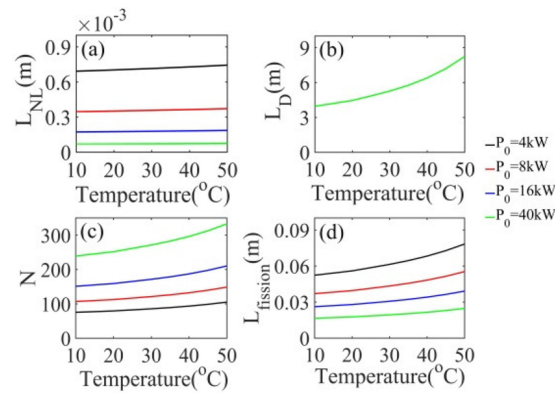 ×10⁻³
(a)
L_NL(m)
0.9
0.6
0.3
0
10 20 30 40 50
Temperature(°C)
(b)
L_D(m)
9
6
3
0
10 20 30 40 50
Temperature(°C)
P₀=4kW
P₀=8kW
P₀=16kW
P₀=40kW
(c)
N
300
200
100
0
10 20 30 40 50
Temperature(°C)
(d)
L_fission(m)
0.09
0.06
0.03
0
10 20 30 40 50
Temperature(°C)